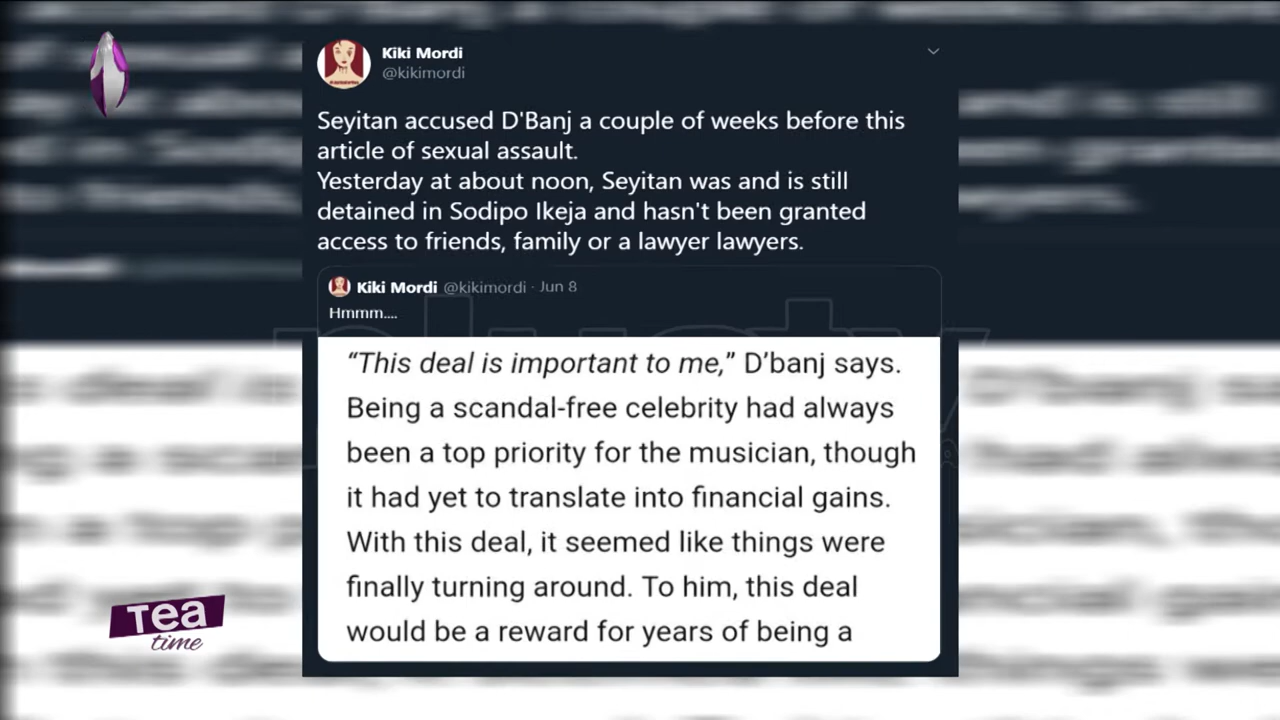 Kiki Mordi
@kikimordi
Seyitan accused D'Banj a couple of weeks before this
article of sexual assault.
Yesterday at about noon, Seyitan was and is still
detained in Sodipo Ikeja and hasn't been granted
access to friends, family or a lawyer lawyers.
Kiki Mordi @kikimordi · Jun 8
Hmmm....
“This deal is important to me,” D’banj says.
Being a scandal-free celebrity had always
been a top priority for the musician, though
it had yet to translate into financial gains.
With this deal, it seemed like things were
finally turning around. To him, this deal
would be a reward for years of being a
Tea
time